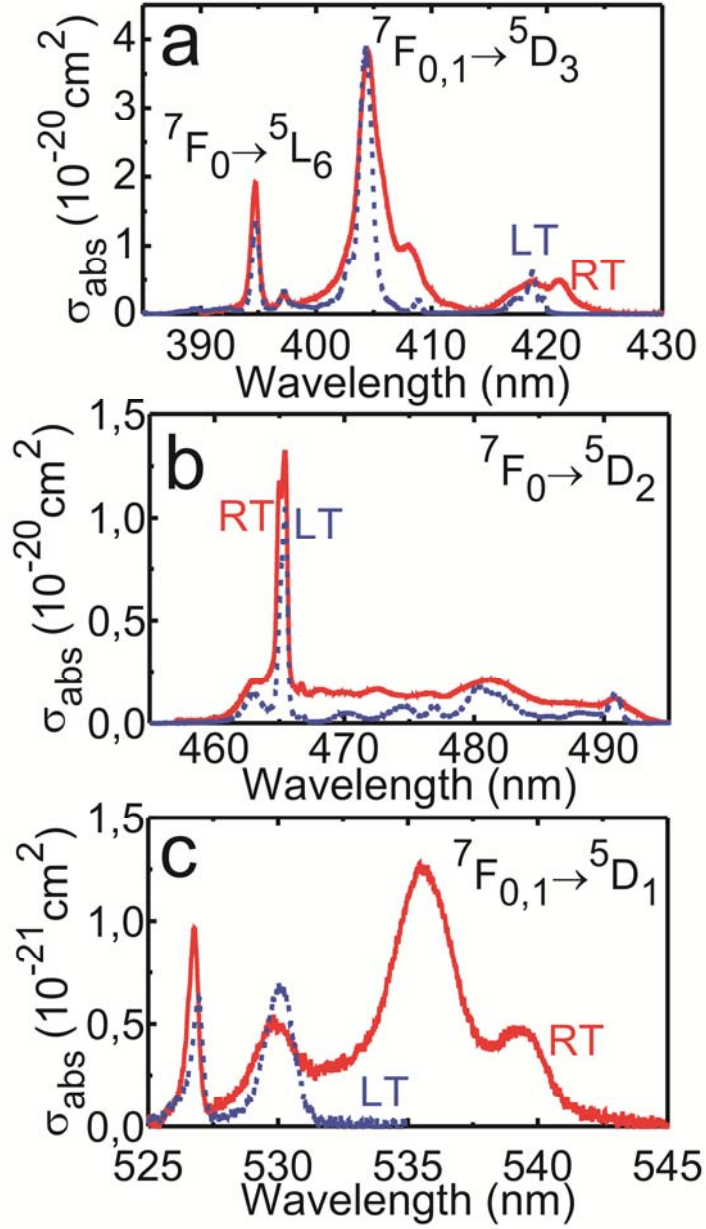 a
⁷F₀,₁→⁵D₃
⁷F₀→⁵L₆
σabs (10⁻²⁰cm²)
4
3
2
1
0
LT
RT
390 400 410 420 430
Wavelength (nm)
b
⁷F₀→⁵D₂
σabs (10⁻²⁰cm²)
1,5
1,0
0,5
0,0
RT LT
460 470 480 490
Wavelength (nm)
c
⁷F₀,₁→⁵D₁
σabs (10⁻²¹cm²)
1,5
1,0
0,5
0,0
RT
LT
525 530 535 540 545
Wavelength (nm)